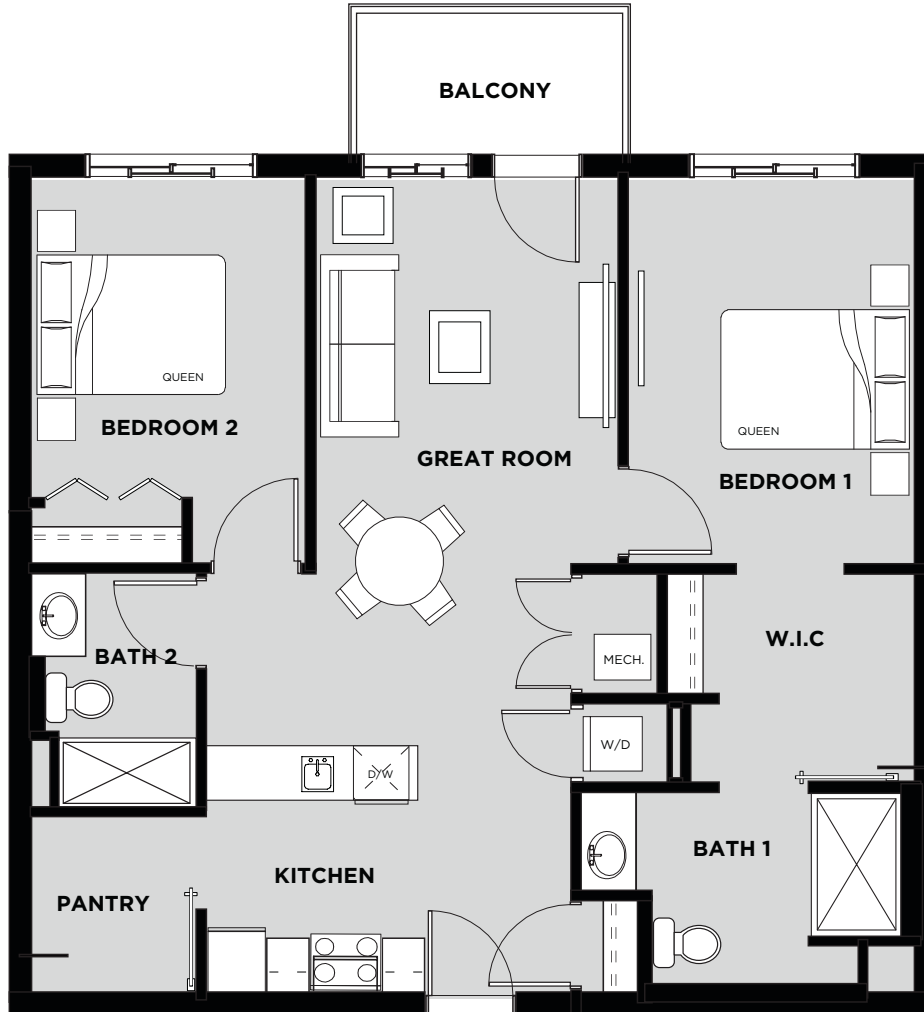 BALCONY
QUEEN
BEDROOM 2
GREAT ROOM
QUEEN
BEDROOM 1
W.I.C
BATH 2
MECH.
W/D
D/W
BATH 1
KITCHEN
PANTRY